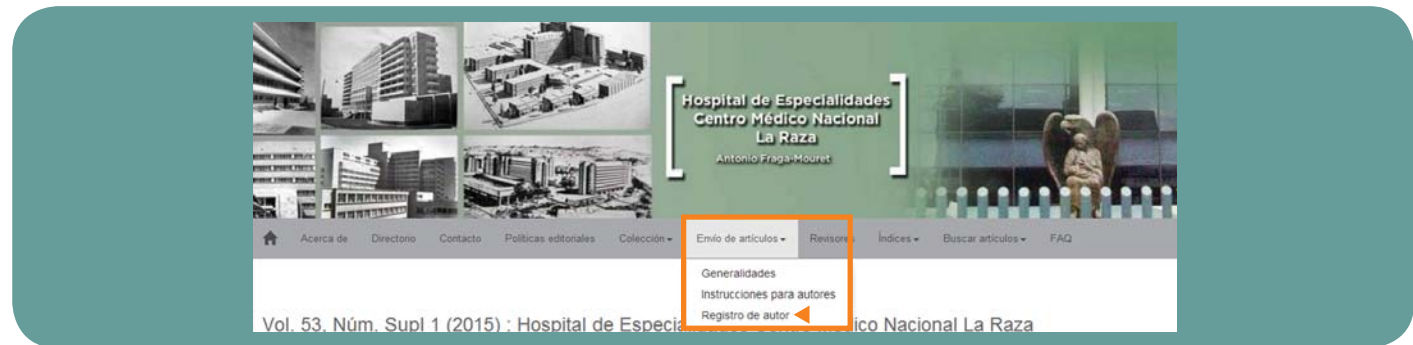 Hospital de Especialidades
Centro Médico Nacional
La Raza
Antonio Fraga-Mouret
Acerca de Directorio Contacto Políticas editoriales Colección Envío de artículos Revisores Índices Buscar artículos FAQ
Generalidades
Instrucciones para autores
Registro de autor
Vol. 53, Núm. Supl 1 (2015) : Hospital de Nacional La Raza